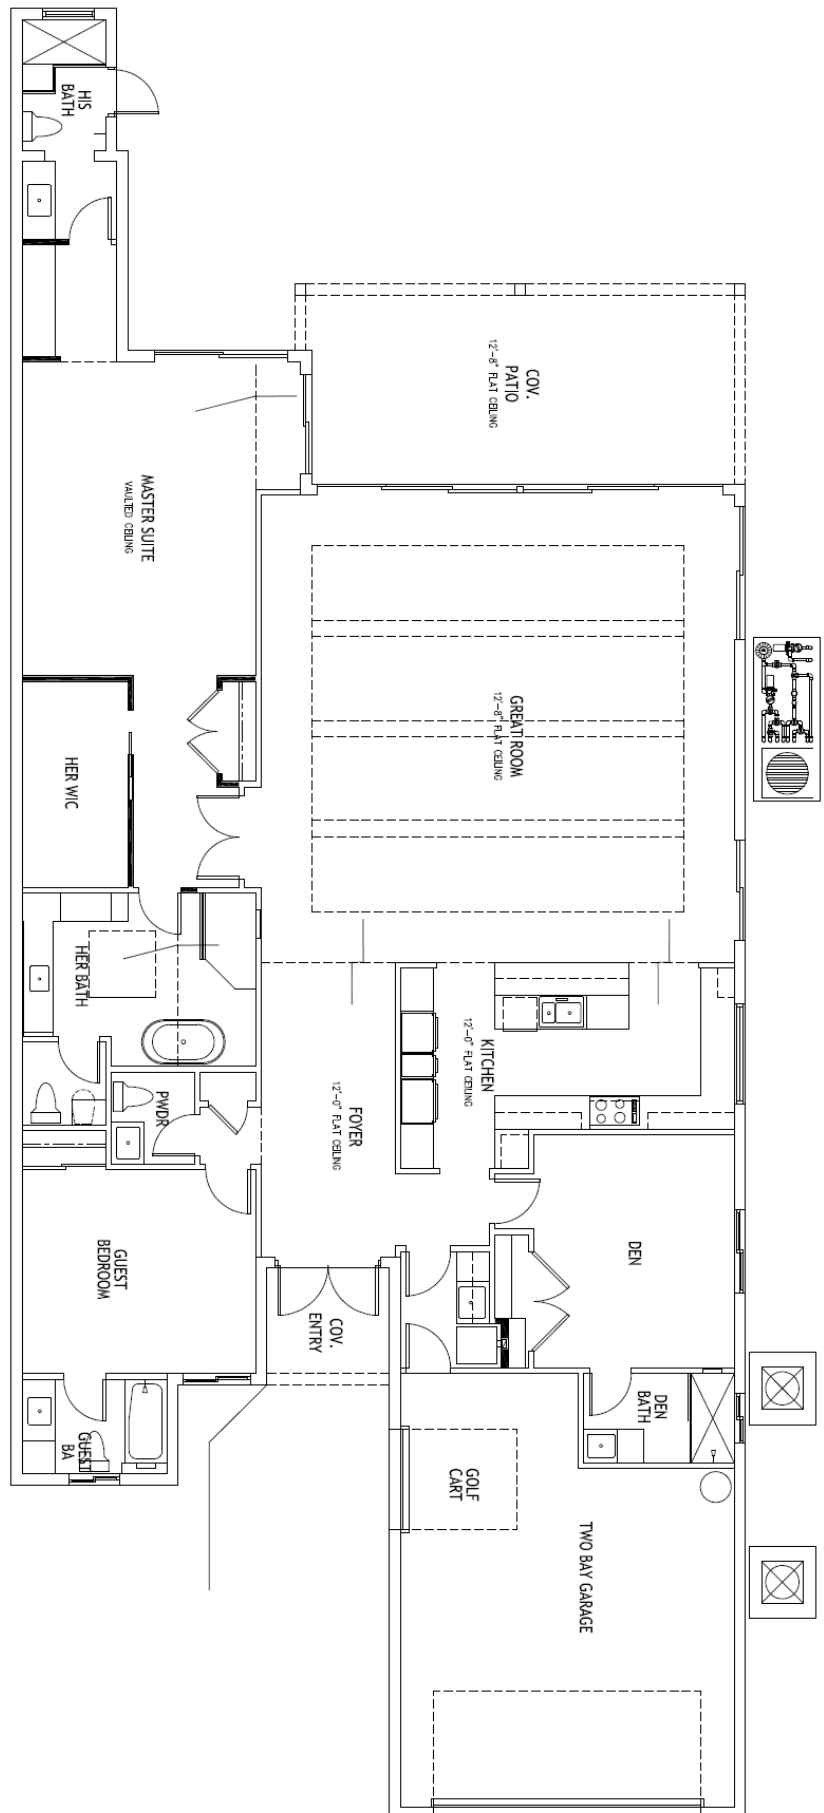 HIS
BATH
COV.
PATIO
12'-8" FLAT CEILING
MASTER SUITE
VAULTED CEILING
GREAT ROOM
12'-8" FLAT CEILING
HER WIC
HER BATH
KITCHEN
12'-0" FLAT CEILING
PWDR
FOYER
12'-0" FLAT CEILING
DEN
GUEST
BEDROOM
COV.
ENTRY
DEN
BATH
GUEST
BA
GOLF
CART
TWO BAY GARAGE